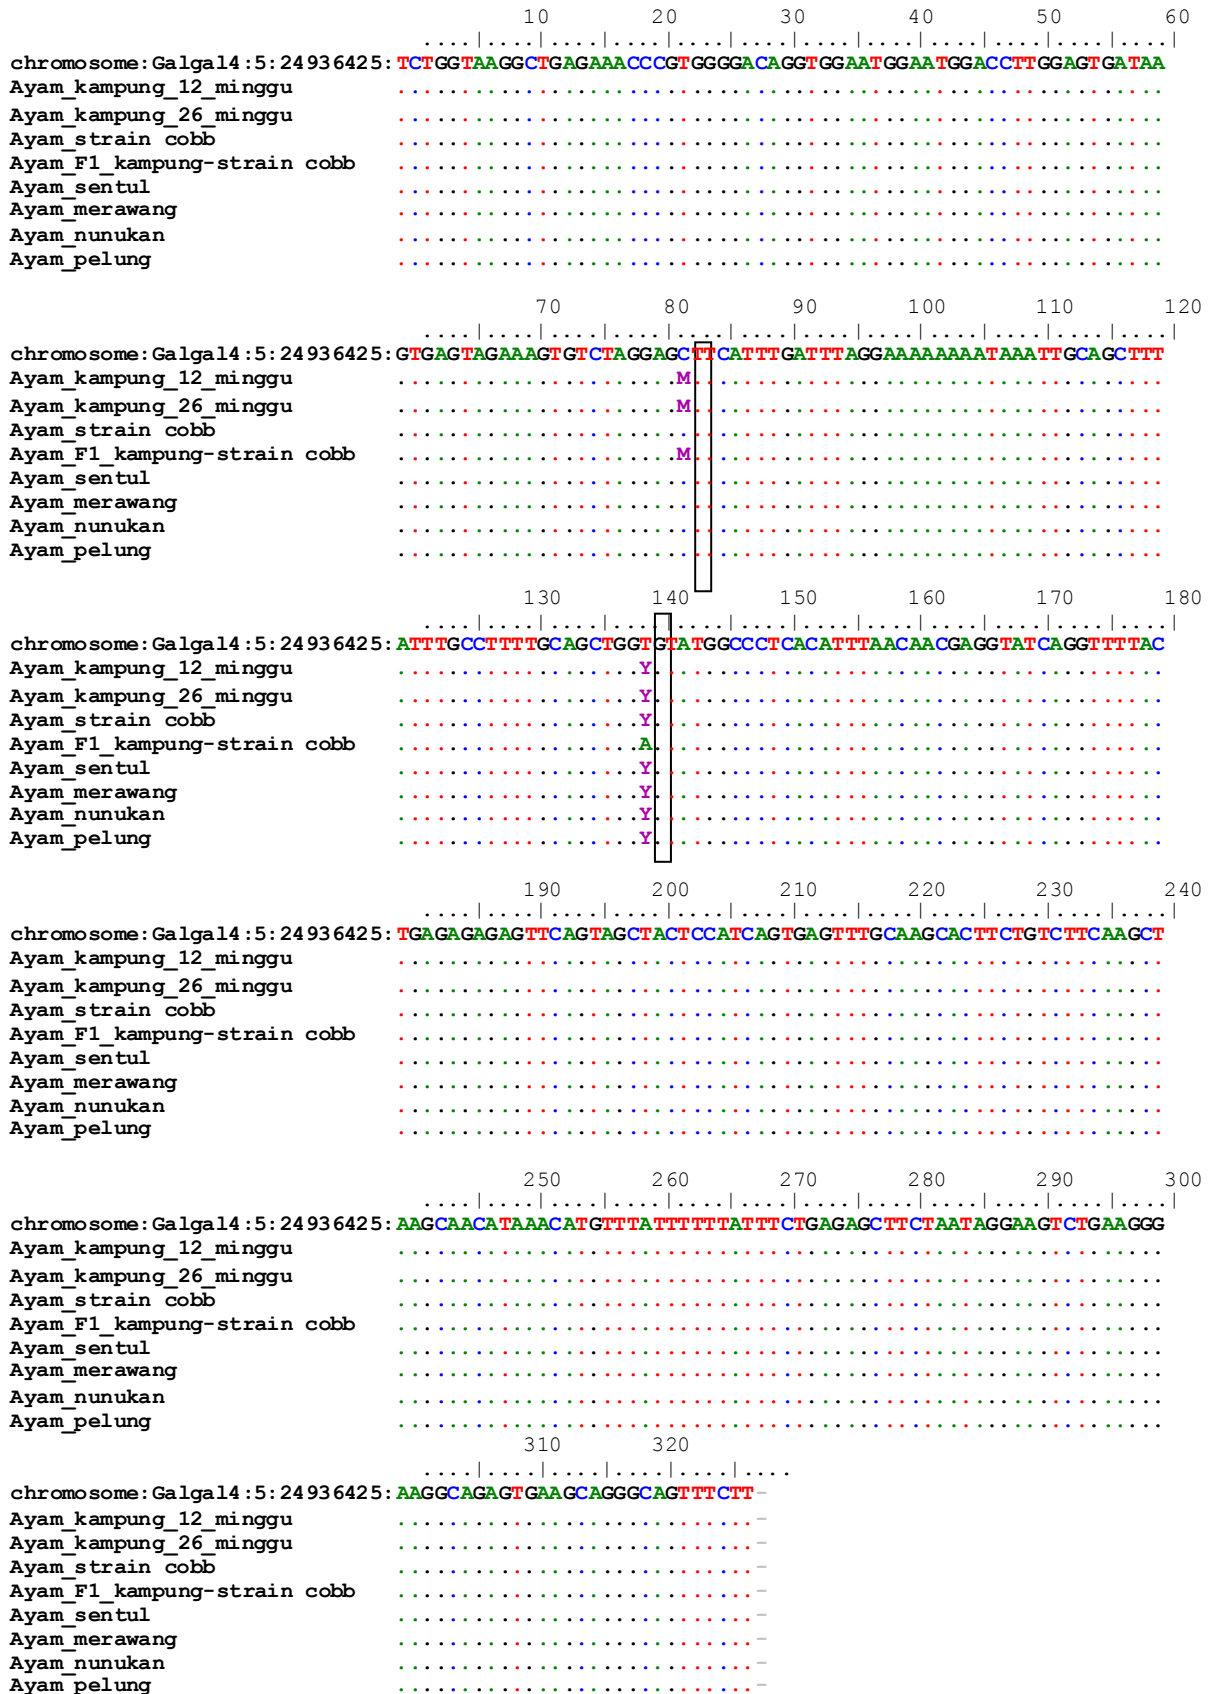 10 20 30 40 50 60
....|....|....|....|....|....|....|....|....|....|....|....|
chromosome:Galgal4:5:24936425:TCTGGTAAGGCTGAGAAACCCGTGGGGACAGGTGGAATGGAATGGACCTTGGAGTGATAA
Ayam_kampung_12_minggu ............................................................
Ayam_kampung_26_minggu ............................................................
Ayam_strain cobb ............................................................
Ayam_F1_kampung-strain cobb ............................................................
Ayam_sentul ............................................................
Ayam_merawang ............................................................
Ayam_nunukan ............................................................
Ayam_pelung ............................................................
70 80 90 100 110 120
....|....|....|....|....|....|....|....|....|....|....|....|
chromosome:Galgal4:5:24936425:GTGAGTAGAAAGTGTCTAGGAGCTTCATTTGATTTAGGAAAAAAAATAAATTGCAGCTTT
Ayam_kampung_12_minggu ......................M.....................................
Ayam_kampung_26_minggu ......................M.....................................
Ayam_strain cobb ............................................................
Ayam_F1_kampung-strain cobb ......................M.....................................
Ayam_sentul ............................................................
Ayam_merawang ............................................................
Ayam_nunukan ............................................................
Ayam_pelung ............................................................
130 140 150 160 170 180
....|....|....|....|....|....|....|....|....|....|....|....|
chromosome:Galgal4:5:24936425:ATTTGCCTTTTGCAGCTGGTGTATGGCCCTCACATTTAACAACGAGGTATCAGGTTTTAC
Ayam_kampung_12_minggu ...................Y........................................
Ayam_kampung_26_minggu ...................Y........................................
Ayam_strain cobb ...................Y........................................
Ayam_F1_kampung-strain cobb ...................A........................................
Ayam_sentul ...................Y........................................
Ayam_merawang ...................Y........................................
Ayam_nunukan ...................Y........................................
Ayam_pelung ...................Y........................................
190 200 210 220 230 240
....|....|....|....|....|....|....|....|....|....|....|....|
chromosome:Galgal4:5:24936425:TGAGAGAGAGTTCAGTAGCTACTCCATCAGTGAGTTTGCAAGCACTTCTGTCTTCAAGCT
Ayam_kampung_12_minggu ............................................................
Ayam_kampung_26_minggu ............................................................
Ayam_strain cobb ............................................................
Ayam_F1_kampung-strain cobb ............................................................
Ayam_sentul ............................................................
Ayam_merawang ............................................................
Ayam_nunukan ............................................................
Ayam_pelung ............................................................
250 260 270 280 290 300
....|....|....|....|....|....|....|....|....|....|....|....|
chromosome:Galgal4:5:24936425:AAGCAACATAAACATGTTTATTTTTTATTTCTGAGAGCTTCTAATAGGAAGTCTGAAGGG
Ayam_kampung_12_minggu ............................................................
Ayam_kampung_26_minggu ............................................................
Ayam_strain cobb ............................................................
Ayam_F1_kampung-strain cobb ............................................................
Ayam_sentul ............................................................
Ayam_merawang ............................................................
Ayam_nunukan ............................................................
Ayam_pelung ............................................................
310 320
....|....|....|....|....|....
chromosome:Galgal4:5:24936425:AAGGCAGAGTGAAGCAGGGCAGTTTCTT-
Ayam_kampung_12_minggu ............................-
Ayam_kampung_26_minggu ............................-
Ayam_strain cobb ............................-
Ayam_F1_kampung-strain cobb ............................-
Ayam_sentul ............................-
Ayam_merawang ............................-
Ayam_nunukan ............................-
Ayam_pelung ............................-